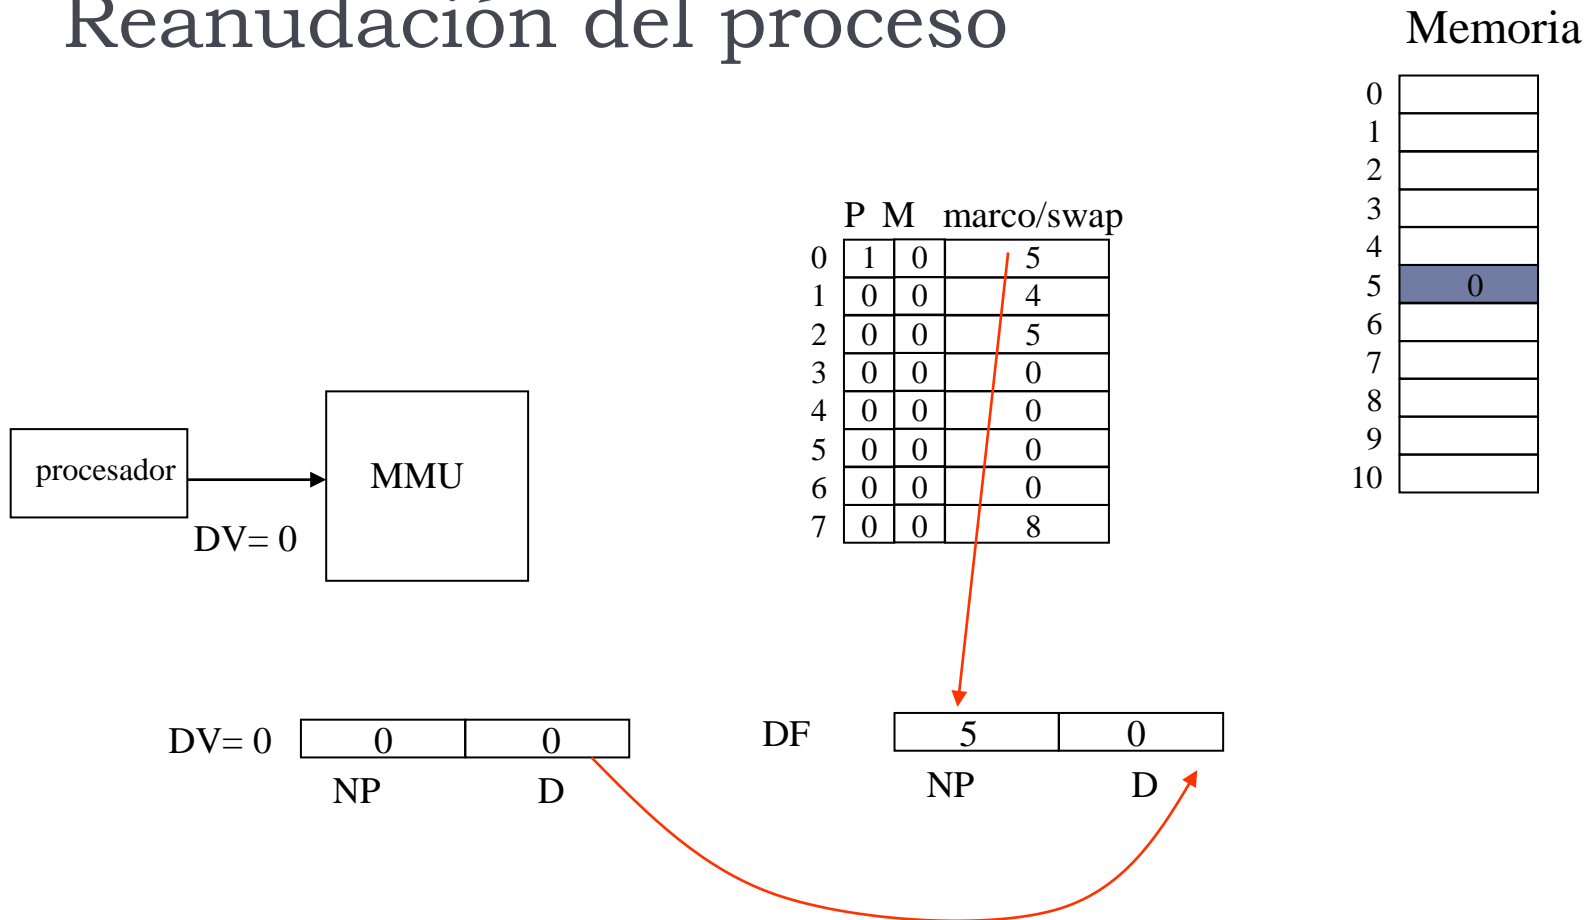 Reanudación del proceso
Memoria
0
1
2
3
4
5 0
6
7
8
9
10
P M marco/swap
0 1 0 5
1 0 0 4
2 0 0 5
3 0 0 0
4 0 0 0
5 0 0 0
6 0 0 0
7 0 0 8
procesador
MMU
DV= 0
DV= 0 0 0
NP D
DF 5 0
NP D